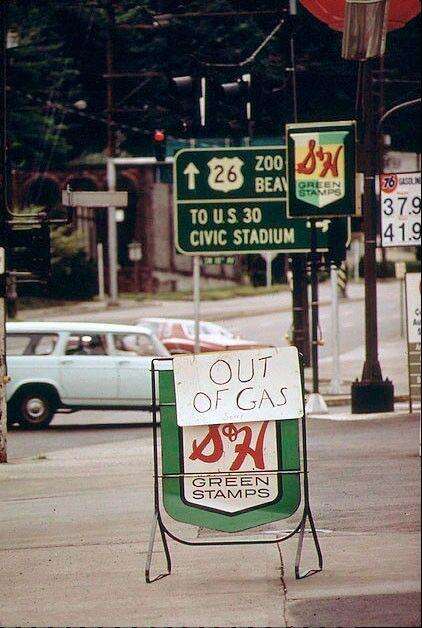 26
ZOO
BEAV
TO U.S. 30
CIVIC STADIUM
S&H
GREEN
STAMPS
76 GASOLIN
37.9
41.9
OUT
OF GAS
S&H
GREEN
STAMPS